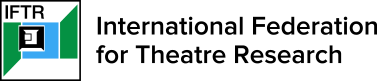 IFTR
International Federation
for Theatre Research